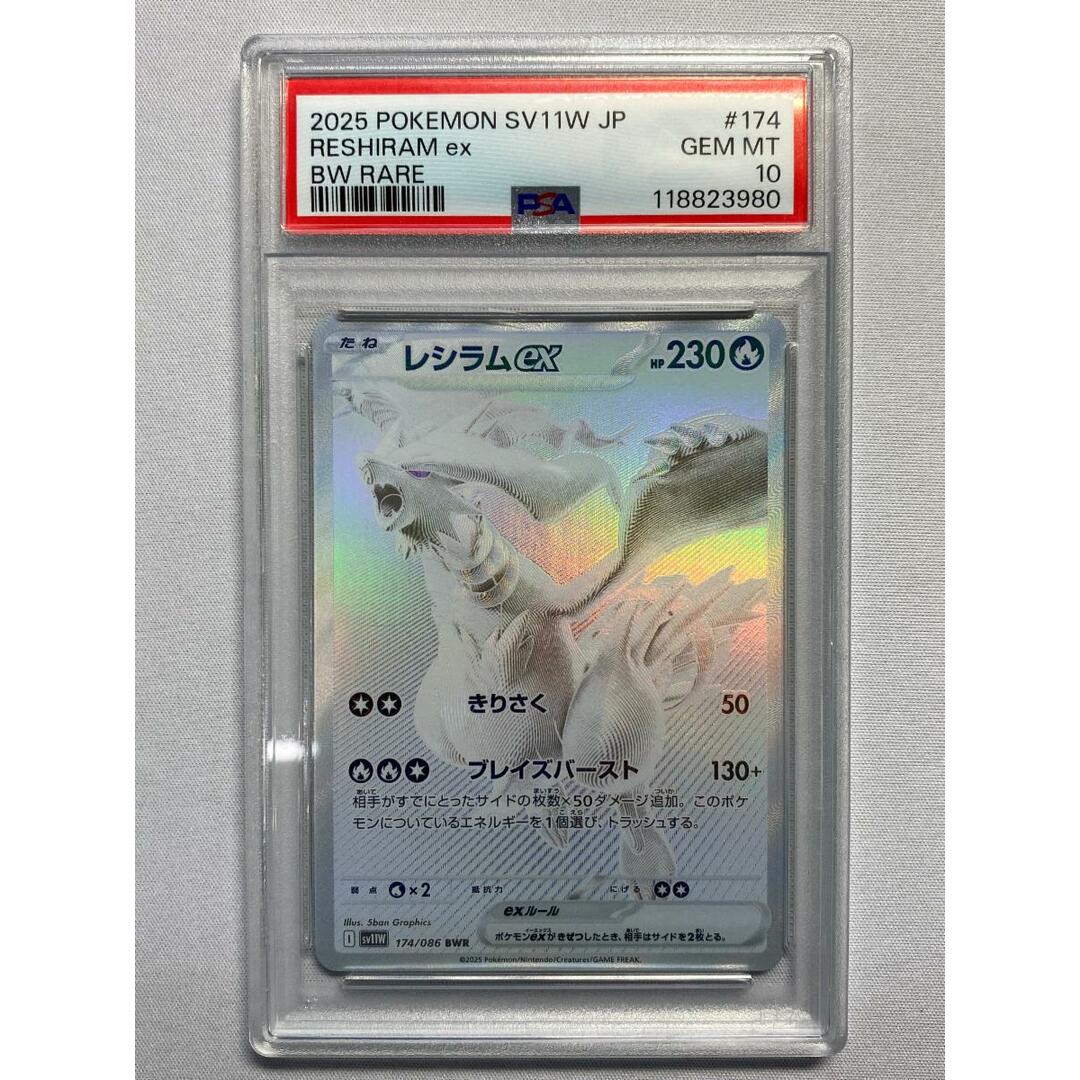 2025 POKEMON SV11W JP #174
RESHIRAM ex GEM MT
BW RARE 10
PSA 118823980
たね レシラムex HP230
きりさく 50
ブレイズバースト 130+
相手がすでにとったサイドの枚数×50ダメージ追加。このポケ
モンについているエネルギーを1個選び、トラッシュする。
弱点 ×2 抵抗力 にげる
exルール
ポケモンexがきぜつしたとき、相手はサイドを2枚とる。
Illus. 5ban Graphics
I sv11W 174/086 BWR
©2025 Pokémon/Nintendo/Creatures/GAME FREAK.